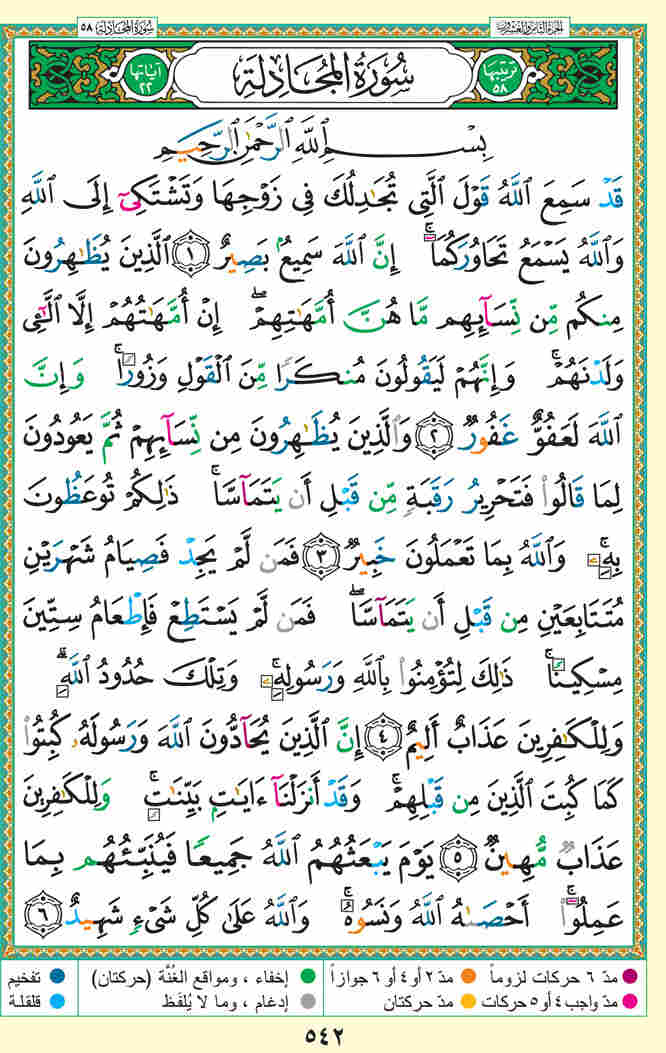 الجزء الثامن والعشرون
سورة المجادلة ٥٨
ترتيبها ٥٨
سُورَةُ المُجَادِلَةِ
آياتها ٢٢
بِسْمِ ٱللَّهِ ٱلرَّحْمَٰنِ ٱلرَّحِيمِ
قَدْ سَمِعَ ٱللَّهُ قَوْلَ ٱلَّتِى تُجَٰدِلُكَ فِى زَوْجِهَا وَتَشْتَكِىٓ إِلَى ٱللَّهِ
وَٱللَّهُ يَسْمَعُ تَحَاوُرَكُمَآ ۚ إِنَّ ٱللَّهَ سَمِيعٌۢ بَصِيرٌ ١ ٱلَّذِينَ يُظَٰهِرُونَ
مِنكُم مِّن نِّسَآئِهِم مَّا هُنَّ أُمَّهَٰتِهِمْ ۖ إِنْ أُمَّهَٰتُهُمْ إِلَّا ٱلَّٰٓـِٔى
وَلَدْنَهُمْ ۚ وَإِنَّهُمْ لَيَقُولُونَ مُنكَرًا مِّنَ ٱلْقَوْلِ وَزُورًا ۚ وَإِنَّ
ٱللَّهَ لَعَفُوٌّ غَفُورٌ ٢ وَٱلَّذِينَ يُظَٰهِرُونَ مِن نِّسَآئِهِمْ ثُمَّ يَعُودُونَ
لِمَا قَالُوا۟ فَتَحْرِيرُ رَقَبَةٍ مِّن قَبْلِ أَن يَتَمَآسَّا ۚ ذَٰلِكُمْ تُوعَظُونَ
بِهِۦ ۚ وَٱللَّهُ بِمَا تَعْمَلُونَ خَبِيرٌ ٣ فَمَن لَّمْ يَجِدْ فَصِيَامُ شَهْرَيْنِ
مُتَتَابِعَيْنِ مِن قَبْلِ أَن يَتَمَآسَّا ۖ فَمَن لَّمْ يَسْتَطِعْ فَإِطْعَامُ سِتِّينَ
مِسْكِينًا ۚ ذَٰلِكَ لِتُؤْمِنُوا۟ بِٱللَّهِ وَرَسُولِهِۦ ۚ وَتِلْكَ حُدُودُ ٱللَّهِ ۗ
وَلِلْكَٰفِرِينَ عَذَابٌ أَلِيمٌ ٤ إِنَّ ٱلَّذِينَ يُحَآدُّونَ ٱللَّهَ وَرَسُولَهُۥ كُبِتُوا۟
كَمَا كُبِتَ ٱلَّذِينَ مِن قَبْلِهِمْ ۚ وَقَدْ أَنزَلْنَآ ءَايَٰتٍۭ بَيِّنَٰتٍ ۚ وَلِلْكَٰفِرِينَ
عَذَابٌ مُّهِينٌ ٥ يَوْمَ يَبْعَثُهُمُ ٱللَّهُ جَمِيعًا فَيُنَبِّئُهُم بِمَا
عَمِلُوٓا۟ ۚ أَحْصَىٰهُ ٱللَّهُ وَنَسُوهُ ۚ وَٱللَّهُ عَلَىٰ كُلِّ شَىْءٍ شَهِيدٌ ٦
مدّ ٦ حركات لزوماً مدّ ٢ أو ٤ أو ٦ جوازاً إخفاء ، ومواقع الغُنَّة (حركتان) تفخيم
مدّ واجب ٤ أو ٥ حركات مدّ حركتان إدغام ، وما لا يُلفَظ قلقلة
٥٤٢